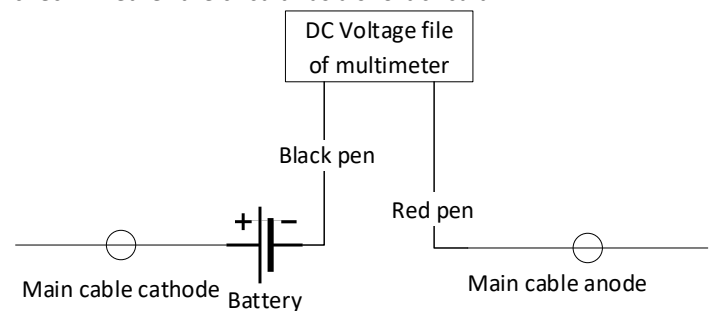 DC Voltage file
of multimeter
Black pen
Red pen
+ −
Main cable cathode
Battery
Main cable anode